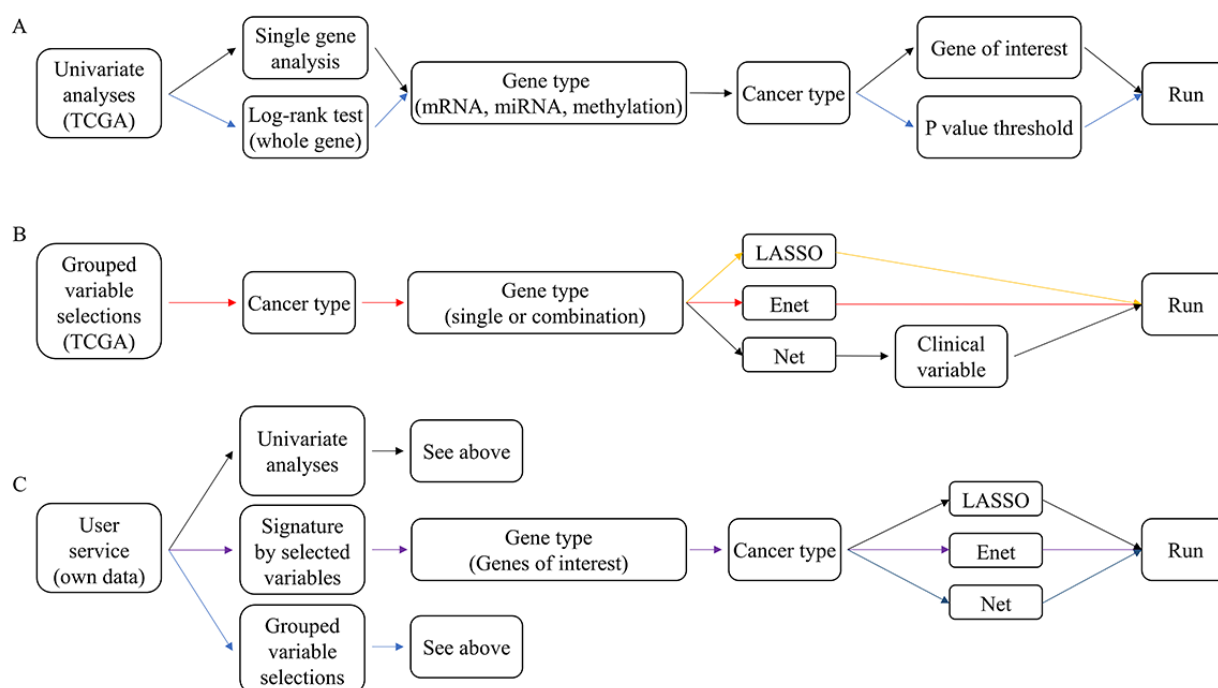 A
Univariate
analyses
(TCGA)
Single gene
analysis
Log-rank test
(whole gene)
Gene type
(mRNA, miRNA, methylation)
Cancer type
Gene of interest
P value threshold
Run
B
Grouped
variable
selections
(TCGA)
Cancer type
Gene type
(single or combination)
LASSO
Enet
Net
Clinical
variable
Run
C
User
service
(own data)
Univariate
analyses
See above
Signature
by selected
variables
Gene type
(Genes of interest)
Cancer type
LASSO
Enet
Net
Run
Grouped
variable
selections
See above